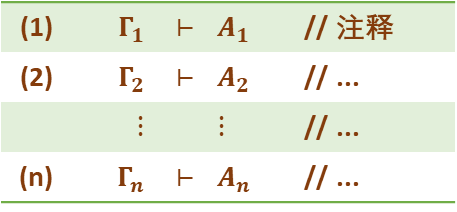 (1) Γ₁ ⊢ A₁ // 注释
(2) Γ₂ ⊢ A₂ // ...
⋮ ⋮ // ...
(n) Γₙ ⊢ Aₙ // ...